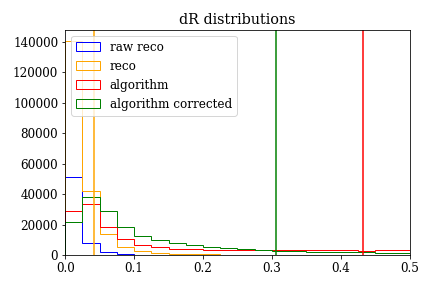 dR distributions
140000
120000
100000
80000
60000
40000
20000
0
raw reco
reco
algorithm
algorithm corrected
0.0 0.1 0.2 0.3 0.4 0.5